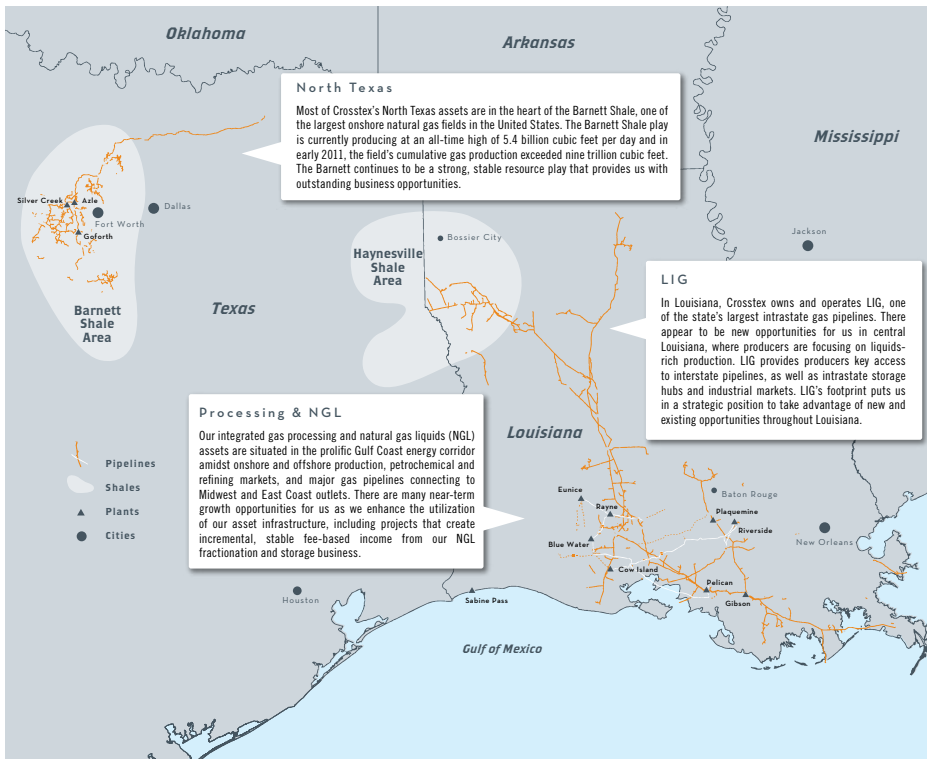 Oklahoma
Arkansas
North Texas
Most of Crosstex's North Texas assets are in the heart of the Barnett Shale, one of
the largest onshore natural gas fields in the United States. The Barnett Shale play
is currently producing at an all-time high of 5.4 billion cubic feet per day and in
early 2011, the field's cumulative gas production exceeded nine trillion cubic feet.
The Barnett continues to be a strong, stable resource play that provides us with
outstanding business opportunities.
Mississippi
Silver Creek
Azle
Dallas
Fort Worth
Goforth
Bossier City
Jackson
Haynesville
Shale
Area
Barnett
Shale
Area
Texas
LIG
In Louisiana, Crosstex owns and operates LIG, one
of the state's largest intrastate gas pipelines. There
appear to be new opportunities for us in central
Louisiana, where producers are focusing on liquids-
rich production. LIG provides producers key access
to interstate pipelines, as well as intrastate storage
hubs and industrial markets. LIG's footprint puts us
in a strategic position to take advantage of new and
existing opportunities throughout Louisiana.
Processing & NGL
Our integrated gas processing and natural gas liquids (NGL)
assets are situated in the prolific Gulf Coast energy corridor
amidst onshore and offshore production, petrochemical and
refining markets, and major gas pipelines connecting to
Midwest and East Coast outlets. There are many near-term
growth opportunities for us as we enhance the utilization
of our asset infrastructure, including projects that create
incremental, stable fee-based income from our NGL
fractionation and storage business.
Louisiana
Pipelines
Shales
Plants
Cities
Eunice
Rayne
Baton Rouge
Plaquemine
Riverside
Blue Water
New Orleans
Cow Island
Pelican
Gibson
Houston
Sabine Pass
Gulf of Mexico